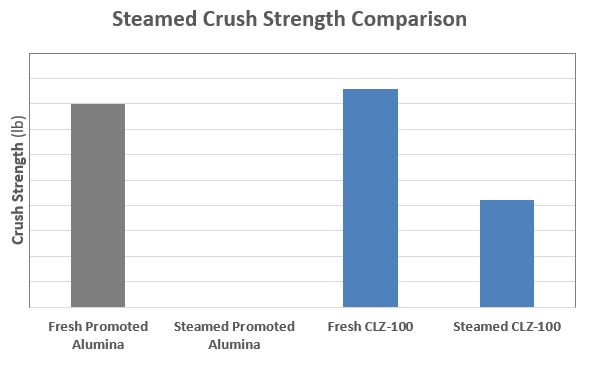 Steamed Crush Strength Comparison
Crush Strength (lb)
Fresh Promoted
Alumina
Steamed Promoted
Alumina
Fresh CLZ-100
Steamed CLZ-100